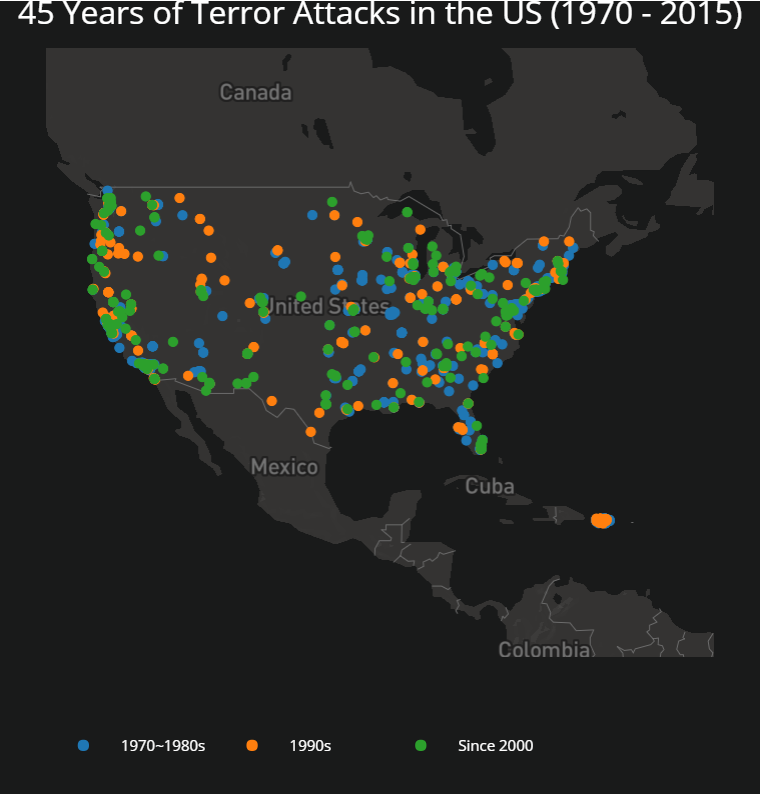 45 Years of Terror Attacks in the US (1970 - 2015)
Canada
United States
Mexico
Cuba
Colombia
1970~1980s 1990s Since 2000